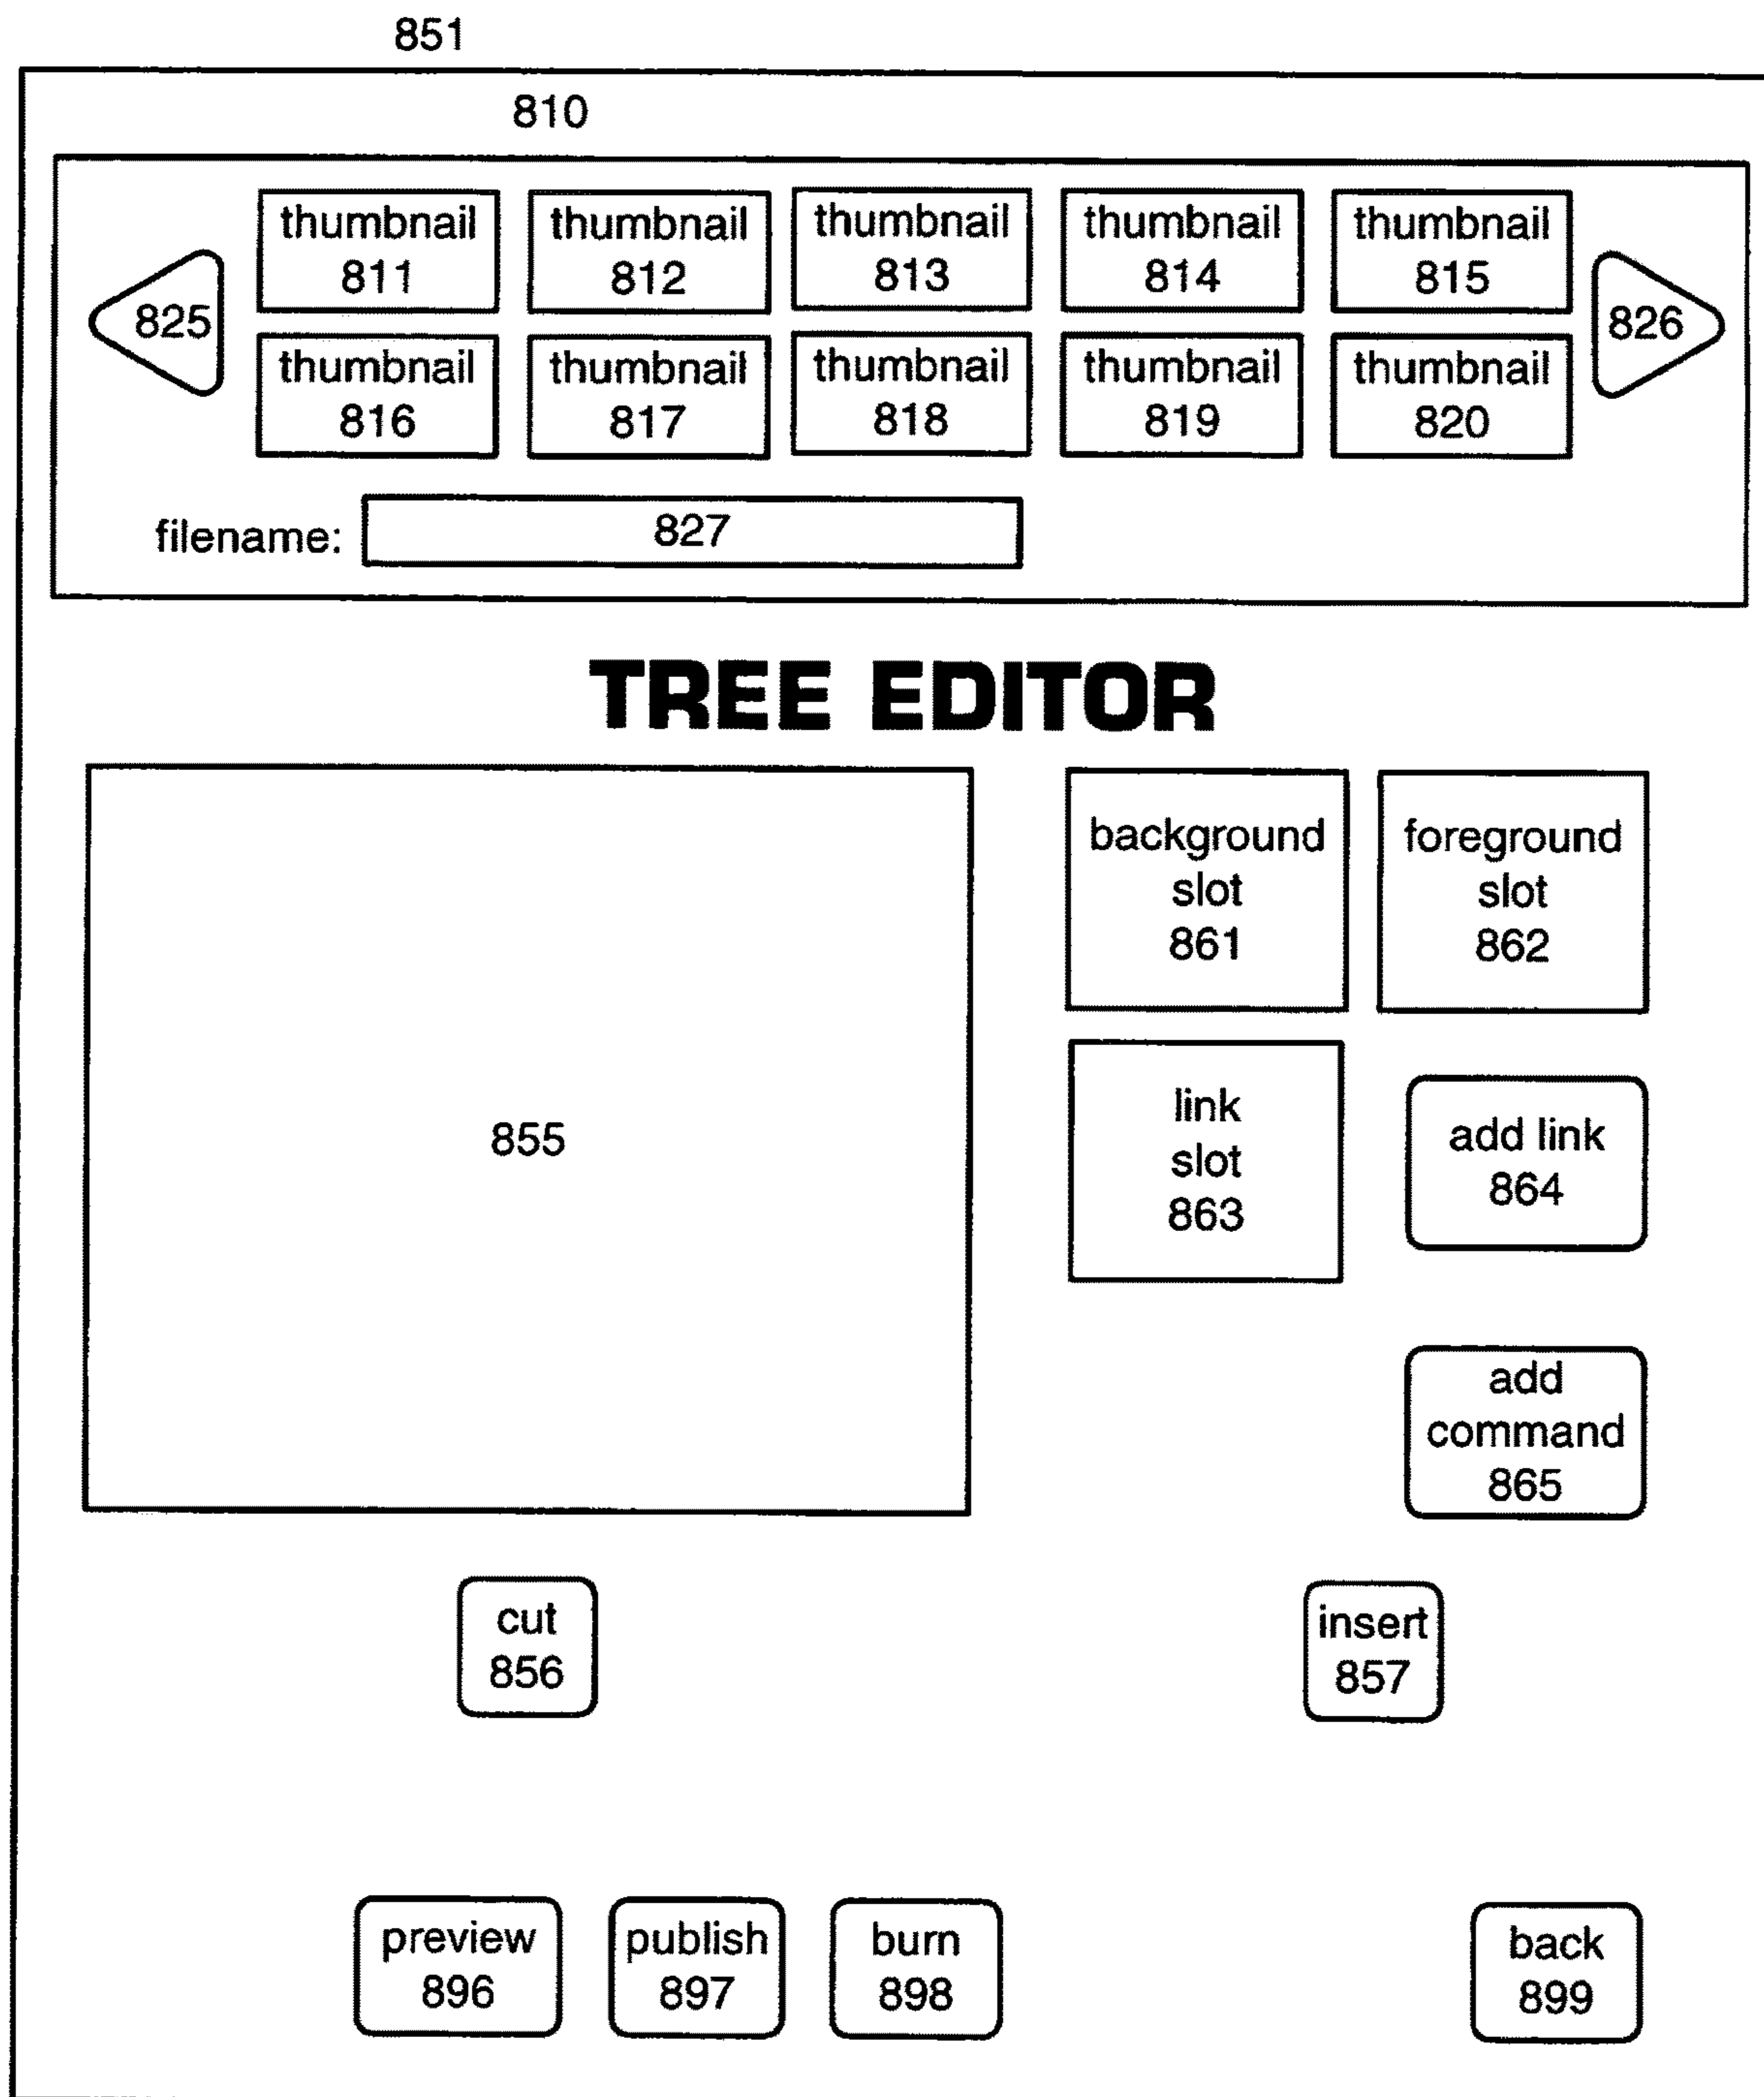 851
810
thumbnail
811
thumbnail
812
thumbnail
813
thumbnail
814
thumbnail
815
825
826
thumbnail
816
thumbnail
817
thumbnail
818
thumbnail
819
thumbnail
820
filename:
827
TREE EDITOR
855
background
slot
861
foreground
slot
862
link
slot
863
add link
864
add
command
865
cut
856
insert
857
preview
896
publish
897
burn
898
back
899